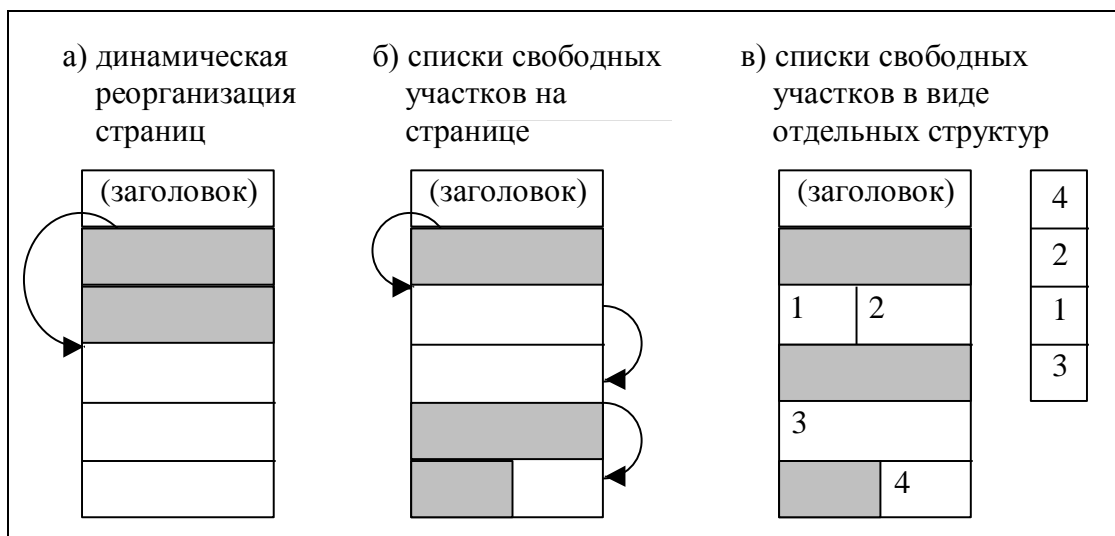 а) динамическая
реорганизация
страниц
б) списки свободных
участков на
странице
в) списки свободных
участков в виде
отдельных структур
(заголовок)
(заголовок)
(заголовок)
1 2
3
4
4
2
1
3